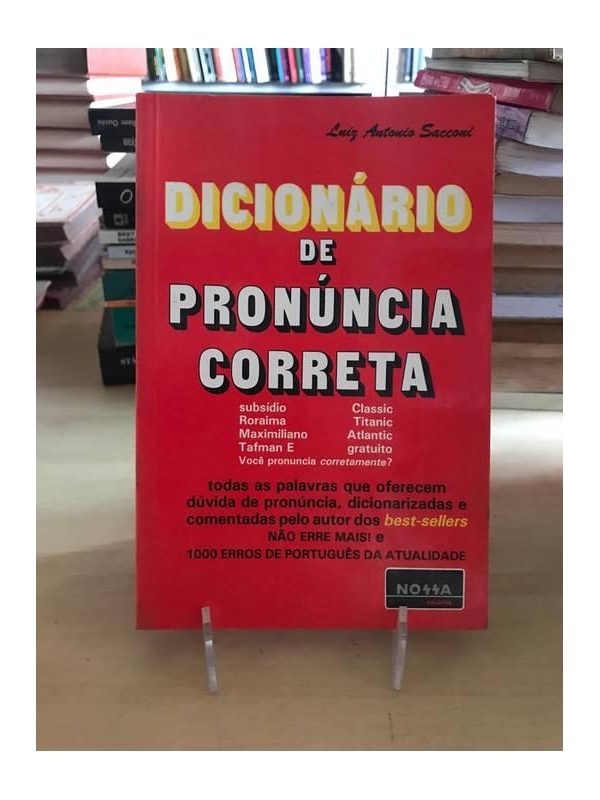 Luiz Antonio Sacconi
DICIONÁRIO
DE
PRONÚNCIA
CORRETA
subsídio Classic
Roraima Titanic
Maximiliano Atlantic
Tafman E gratuito
Você pronuncia corretamente?
todas as palavras que oferecem
dúvida de pronúncia, dicionarizadas e
comentadas pelo autor dos best-sellers
NÃO ERRE MAIS! e
1000 ERROS DE PORTUGUÊS DA ATUALIDADE
NOSSA
editora